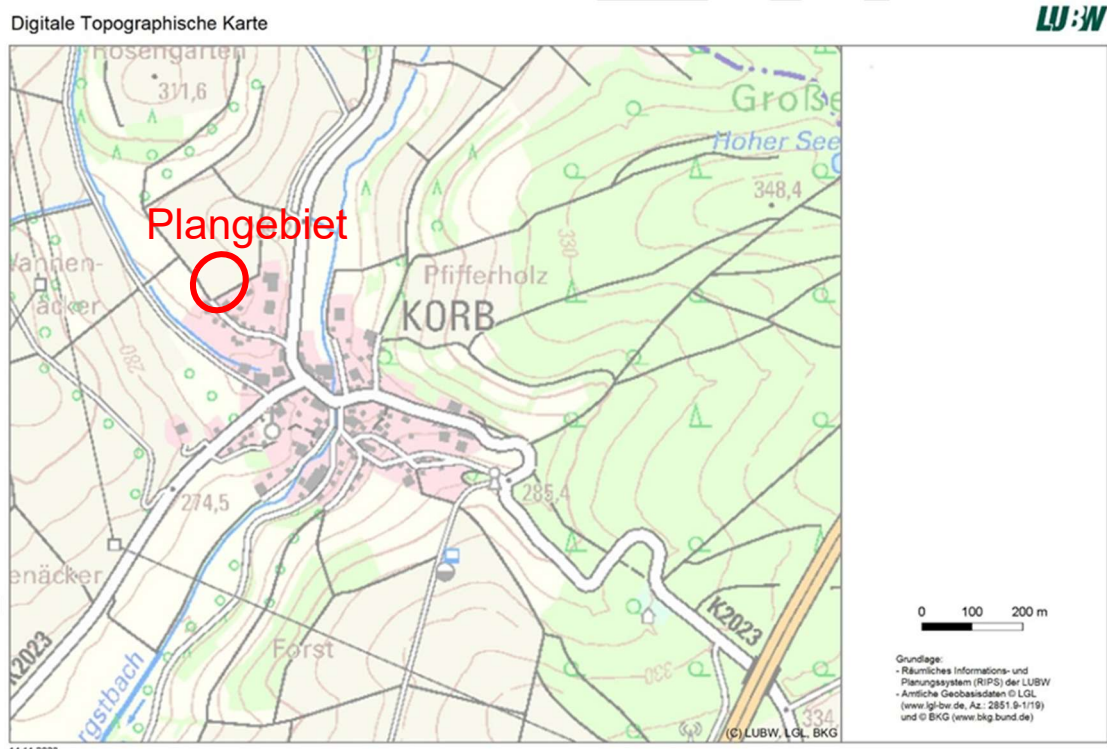 Digitale Topographische Karte
LUBW
Rosengarten
311,6
Große
Hoher See
348,4
Plangebiet
330
Pfifferholz
äcker
KORB
280
274,5
285,4
enäcker
K2023
K2023
Forst
330
334
rgstbach
(C) LUBW, LGL, BKG
0 100 200 m
Grundlage:
- Räumliches Informations- und
Planungssystem (RIPS) der LUBW
- Amtliche Geobasisdaten © LGL
(www.lgl-bw.de, Az.: 2851.9-1/19)
und © BKG (www.bkg.bund.de)